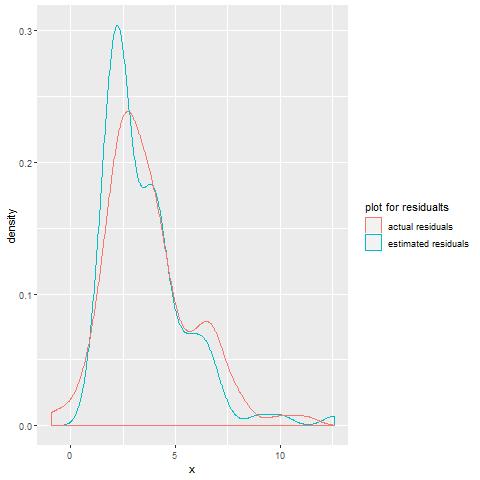 0.3
0.2
0.1
0.0
density
0
5
10
x
plot for residualts
actual residuals
estimated residuals